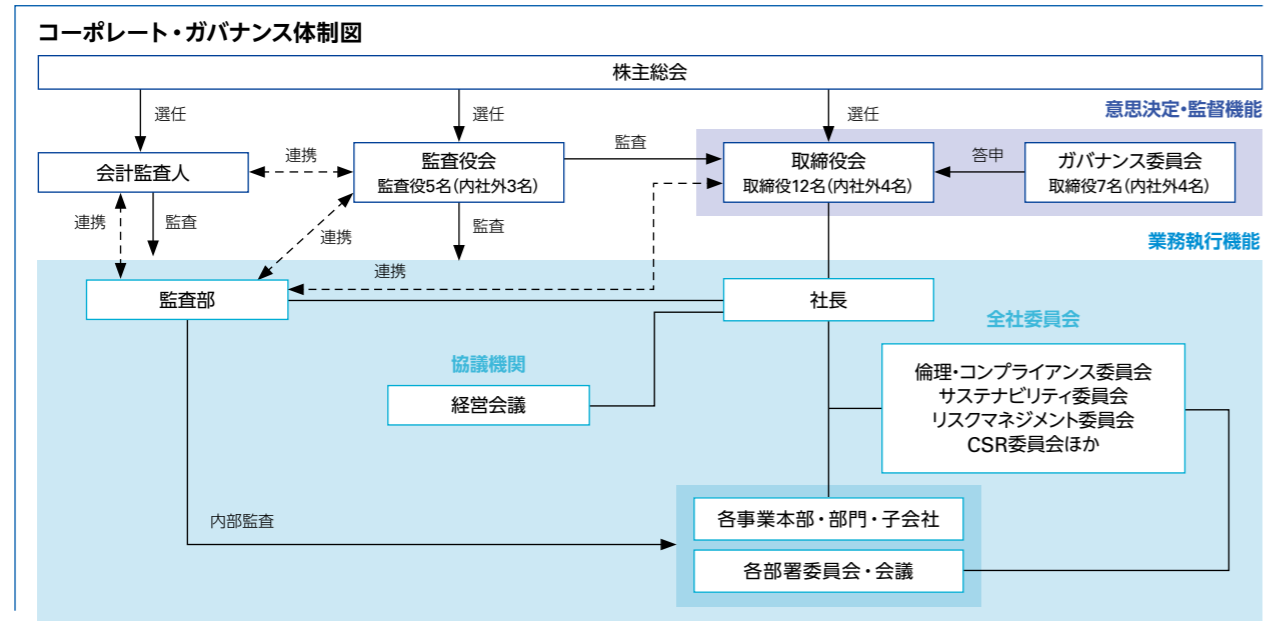 コーポレート・ガバナンス体制図
株主総会
選任
選任
選任
意思決定・監督機能
会計監査人
連携
監査役会
監査役5名(内社外3名)
監査
取締役会
取締役12名(内社外4名)
答申
ガバナンス委員会
取締役7名(内社外4名)
連携
監査
連携
監査
業務執行機能
連携
監査部
社長
全社委員会
協議機関
経営会議
倫理・コンプライアンス委員会
サステナビリティ委員会
リスクマネジメント委員会
CSR委員会ほか
内部監査
各事業本部・部門・子会社
各部署委員会・会議